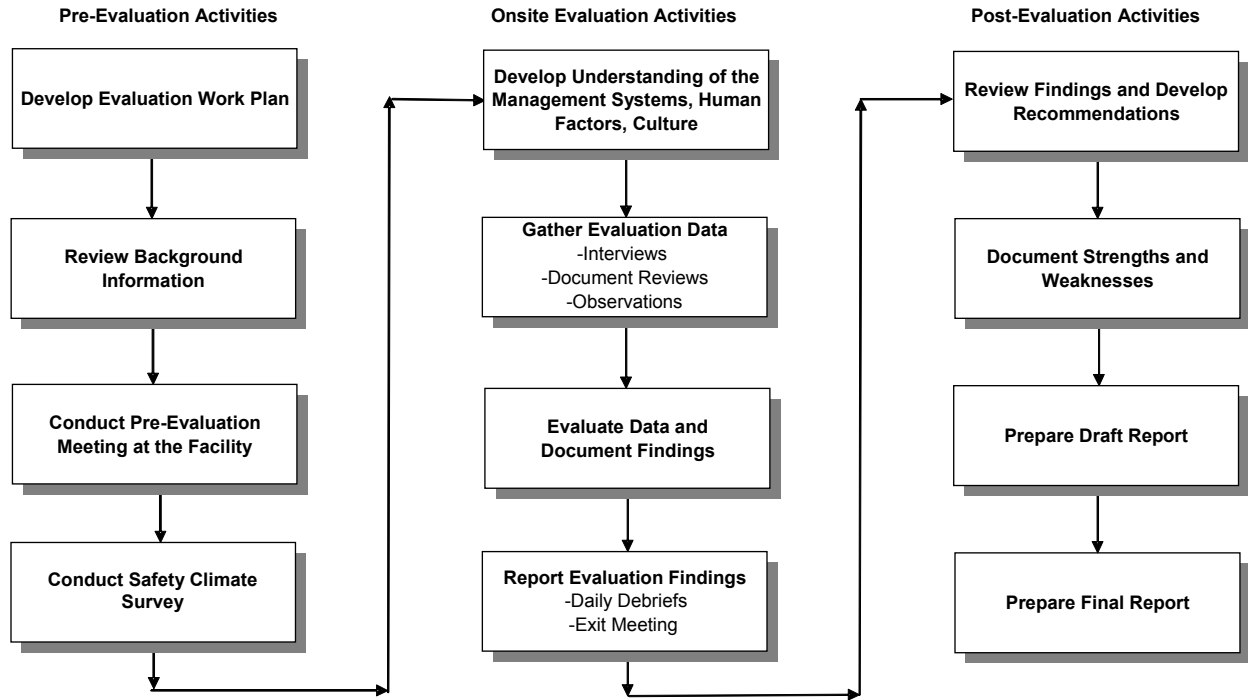 Pre-Evaluation Activities
Develop Evaluation Work Plan
Review Background
Information
Conduct Pre-Evaluation
Meeting at the Facility
Conduct Safety Climate
Survey
Onsite Evaluation Activities
Develop Understanding of the
Management Systems, Human
Factors, Culture
Gather Evaluation Data
-Interviews
-Document Reviews
-Observations
Evaluate Data and
Document Findings
Report Evaluation Findings
-Daily Debriefs
-Exit Meeting
Post-Evaluation Activities
Review Findings and Develop
Recommendations
Document Strengths and
Weaknesses
Prepare Draft Report
Prepare Final Report